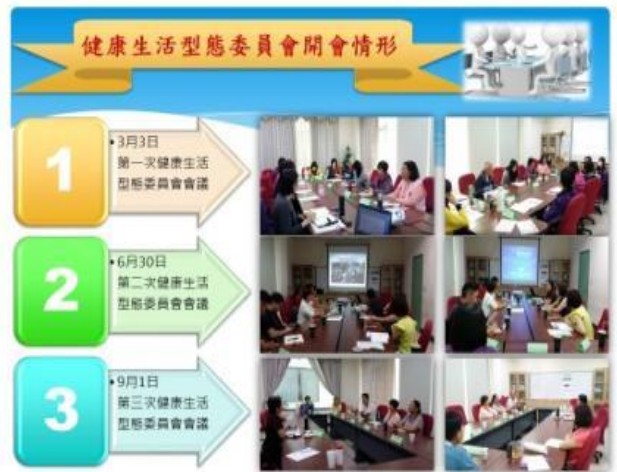 健康生活型態委員會開會情形
1
• 3月3日
第一次健康生活
型態委員會會議
2
• 6月30日
第二次健康生活
型態委員會會議
3
• 9月1日
第三次健康生活
型態委員會會議